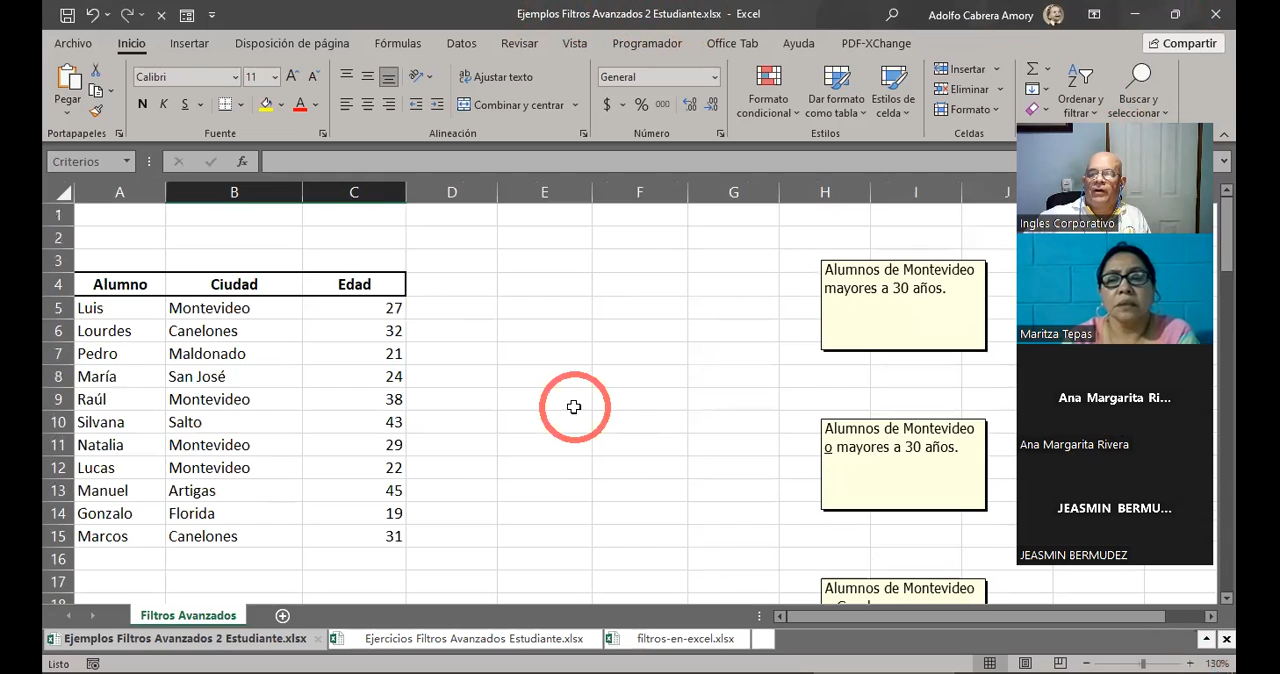 Ejemplos Filtros Avanzados 2 Estudiante.xlsx — Excel
Adolfo Cabrera Amory
Archivo Inicio Insertar Disposición de página Fórmulas Datos Revisar Vista Programador Office Tab Ayuda PDF-XChange Compartir
Pegar
Calibri 11
N K S
Ajustar texto
Combinar y centrar
General
$ % 000
Formato condicional
Dar formato como tabla
Estilos de celda
Insertar
Eliminar
Formato
Ordenar y filtrar
Buscar y seleccionar
Portapapeles Fuente Alineación Número Estilos Celdas
Criterios fx
A B C D E F G H I J
1
2
3
4 Alumno Ciudad Edad
5 Luis Montevideo 27
6 Lourdes Canelones 32
7 Pedro Maldonado 21
8 María San José 24
9 Raúl Montevideo 38
10 Silvana Salto 43
11 Natalia Montevideo 29
12 Lucas Montevideo 22
13 Manuel Artigas 45
14 Gonzalo Florida 19
15 Marcos Canelones 31
16
17
Alumnos de Montevideo
mayores a 30 años.
Alumnos de Montevideo
o mayores a 30 años.
Alumnos de Montevideo
Ingles Corporativo
Maritza Tepas
Ana Margarita Ri...
Ana Margarita Rivera
JEASMIN BERMU...
JEASMIN BERMUDEZ
Filtros Avanzados
Ejemplos Filtros Avanzados 2 Estudiante.xlsx
Ejercicios Filtros Avanzados Estudiante.xlsx
filtros-en-excel.xlsx
Listo
130%